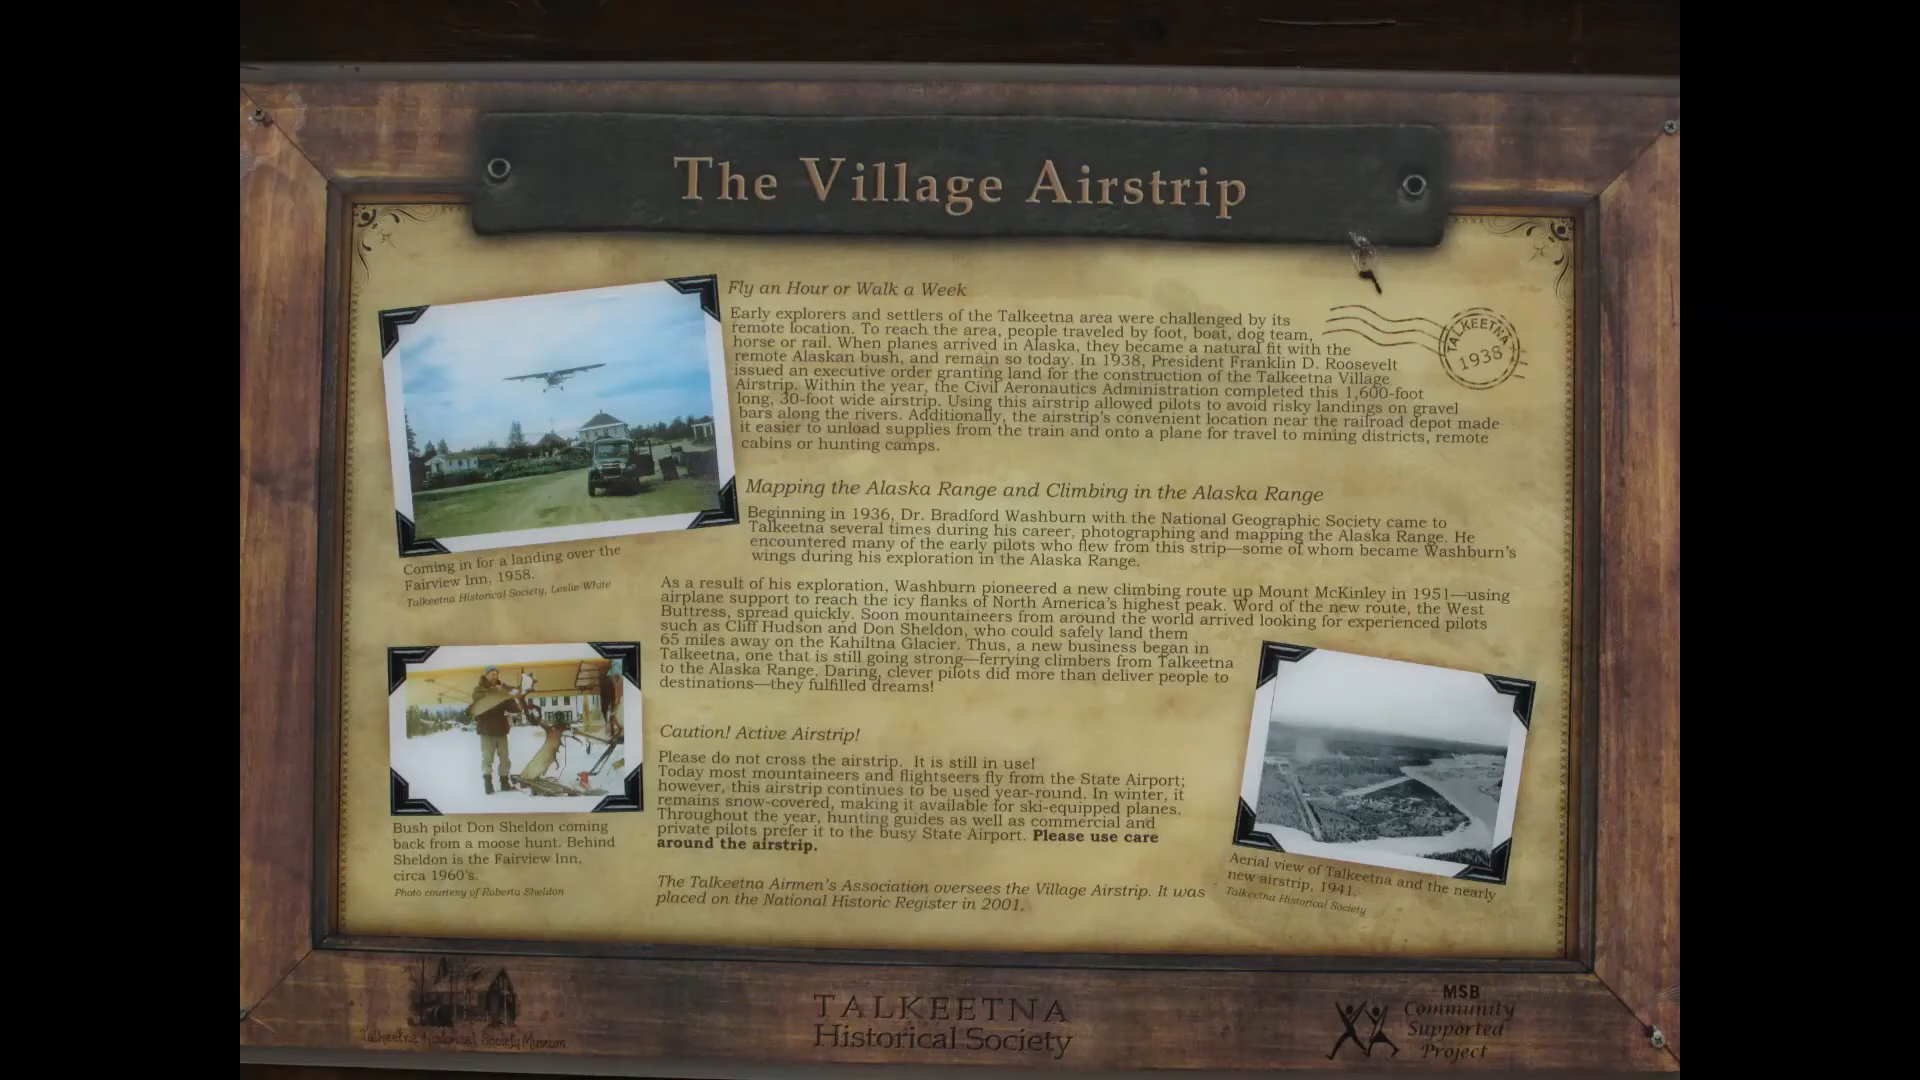 The Village Airstrip
Fly an Hour or Walk a Week
Early explorers and settlers of the Talkeetna area were challenged by its
remote location. To reach the area, people traveled by foot, boat, dog team,
horse or rail. When planes arrived in Alaska, they became a natural fit with the
remote Alaskan bush, and remain so today. In 1938, President Franklin D. Roosevelt
issued an executive order granting land for the construction of the Talkeetna Village
Airstrip. Within the year, the Civil Aeronautics Administration completed this 1,600-foot
long, 30-foot wide airstrip. Using this airstrip allowed pilots to avoid risky landings on gravel
bars along the rivers. Additionally, the airstrip's convenient location near the railroad depot made
it easier to unload supplies from the train and onto a plane for travel to mining districts, remote
cabins or hunting camps.
TALKEETNA
1938
Coming in for a landing over the
Fairview Inn, 1958.
Talkeetna Historical Society, Leslie White
Mapping the Alaska Range and Climbing in the Alaska Range
Beginning in 1936, Dr. Bradford Washburn with the National Geographic Society came to
Talkeetna several times during his career, photographing and mapping the Alaska Range. He
encountered many of the early pilots who flew from this strip—some of whom became Washburn's
wings during his exploration in the Alaska Range.
As a result of his exploration, Washburn pioneered a new climbing route up Mount McKinley in 1951—using
airplane support to reach the icy flanks of North America's highest peak. Word of the new route, the West
Buttress, spread quickly. Soon mountaineers from around the world arrived looking for experienced pilots
such as Cliff Hudson and Don Sheldon, who could safely land them
65 miles away on the Kahiltna Glacier. Thus, a new business began in
Talkeetna, one that is still going strong—ferrying climbers from Talkeetna
to the Alaska Range. Daring, clever pilots did more than deliver people to
destinations—they fulfilled dreams!
Bush pilot Don Sheldon coming
back from a moose hunt. Behind
Sheldon is the Fairview Inn,
circa 1960's.
Photo courtesy of Roberta Sheldon
Caution! Active Airstrip!
Please do not cross the airstrip. It is still in use!
Today most mountaineers and flightseers fly from the State Airport;
however, this airstrip continues to be used year-round. In winter, it
remains snow-covered, making it available for ski-equipped planes.
Throughout the year, hunting guides as well as commercial and
private pilots prefer it to the busy State Airport. Please use care
around the airstrip.
The Talkeetna Airmen's Association oversees the Village Airstrip. It was
placed on the National Historic Register in 2001.
Aerial view of Talkeetna and the nearly
new airstrip, 1941.
Talkeetna Historical Society
Talkeetna Historical Society Museum
TALKEETNA
Historical Society
MSB
Community
Supported
Project